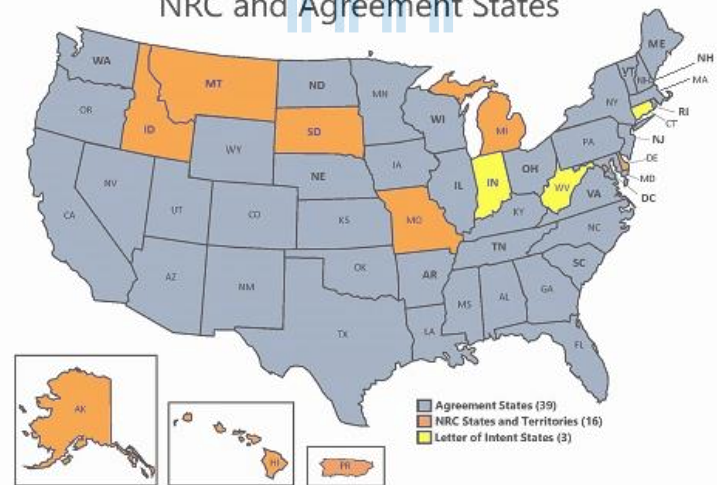 NRC and Agreement States
WA
OR
CA
NV
ID
MT
WY
UT
AZ
CO
NM
ND
SD
NE
KS
OK
TX
MN
IA
MO
AR
LA
WI
IL
MI
IN
OH
KY
TN
MS
AL
GA
FL
SC
NC
VA
WV
PA
NY
VT
NH
ME
NH
MA
RI
CT
NJ
DE
MD
DC
AK
HI
PR
Agreement States (39)
NRC States and Territories (16)
Letter of Intent States (3)